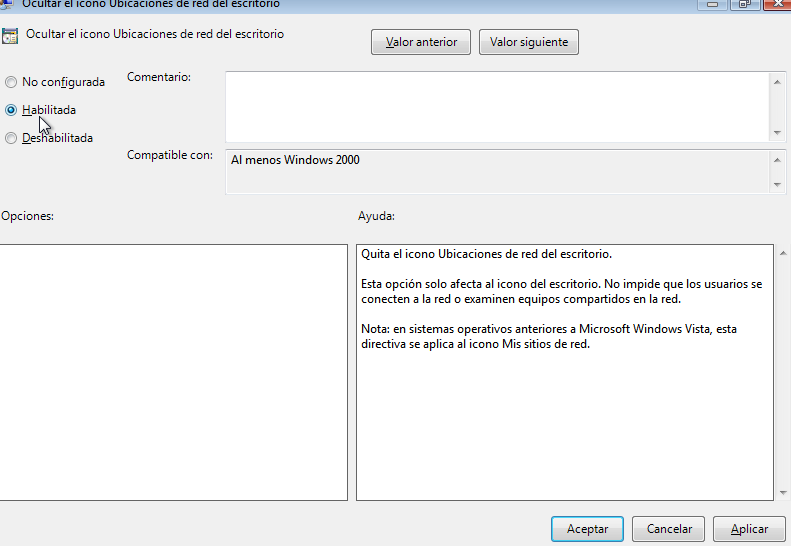 Ocultar el icono Ubicaciones de red del escritorio
Ocultar el icono Ubicaciones de red del escritorio
Valor anterior
Valor siguiente
No configurada
Habilitada
Deshabilitada
Comentario:
Compatible con:
Al menos Windows 2000
Opciones:
Ayuda:
Quita el icono Ubicaciones de red del escritorio.
Esta opción solo afecta al icono del escritorio. No impide que los usuarios se
conecten a la red o examinen equipos compartidos en la red.
Nota: en sistemas operativos anteriores a Microsoft Windows Vista, esta
directiva se aplica al icono Mis sitios de red.
Aceptar
Cancelar
Aplicar